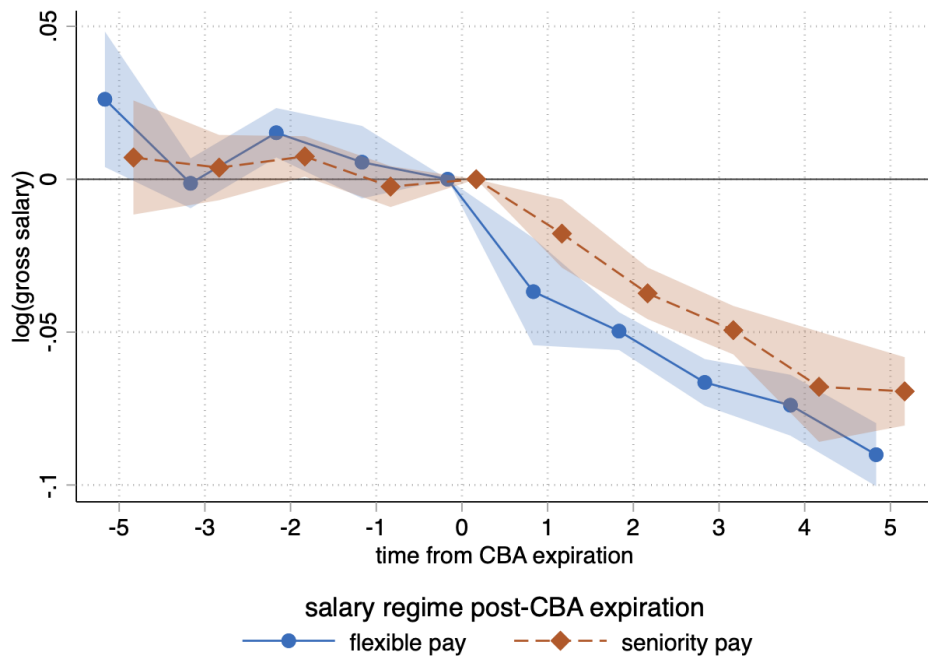 .05
0
-.05
-.1
log(gross salary)
-5 -3 -2 -1 0 1 2 3 4 5
time from CBA expiration
salary regime post-CBA expiration
flexible pay seniority pay